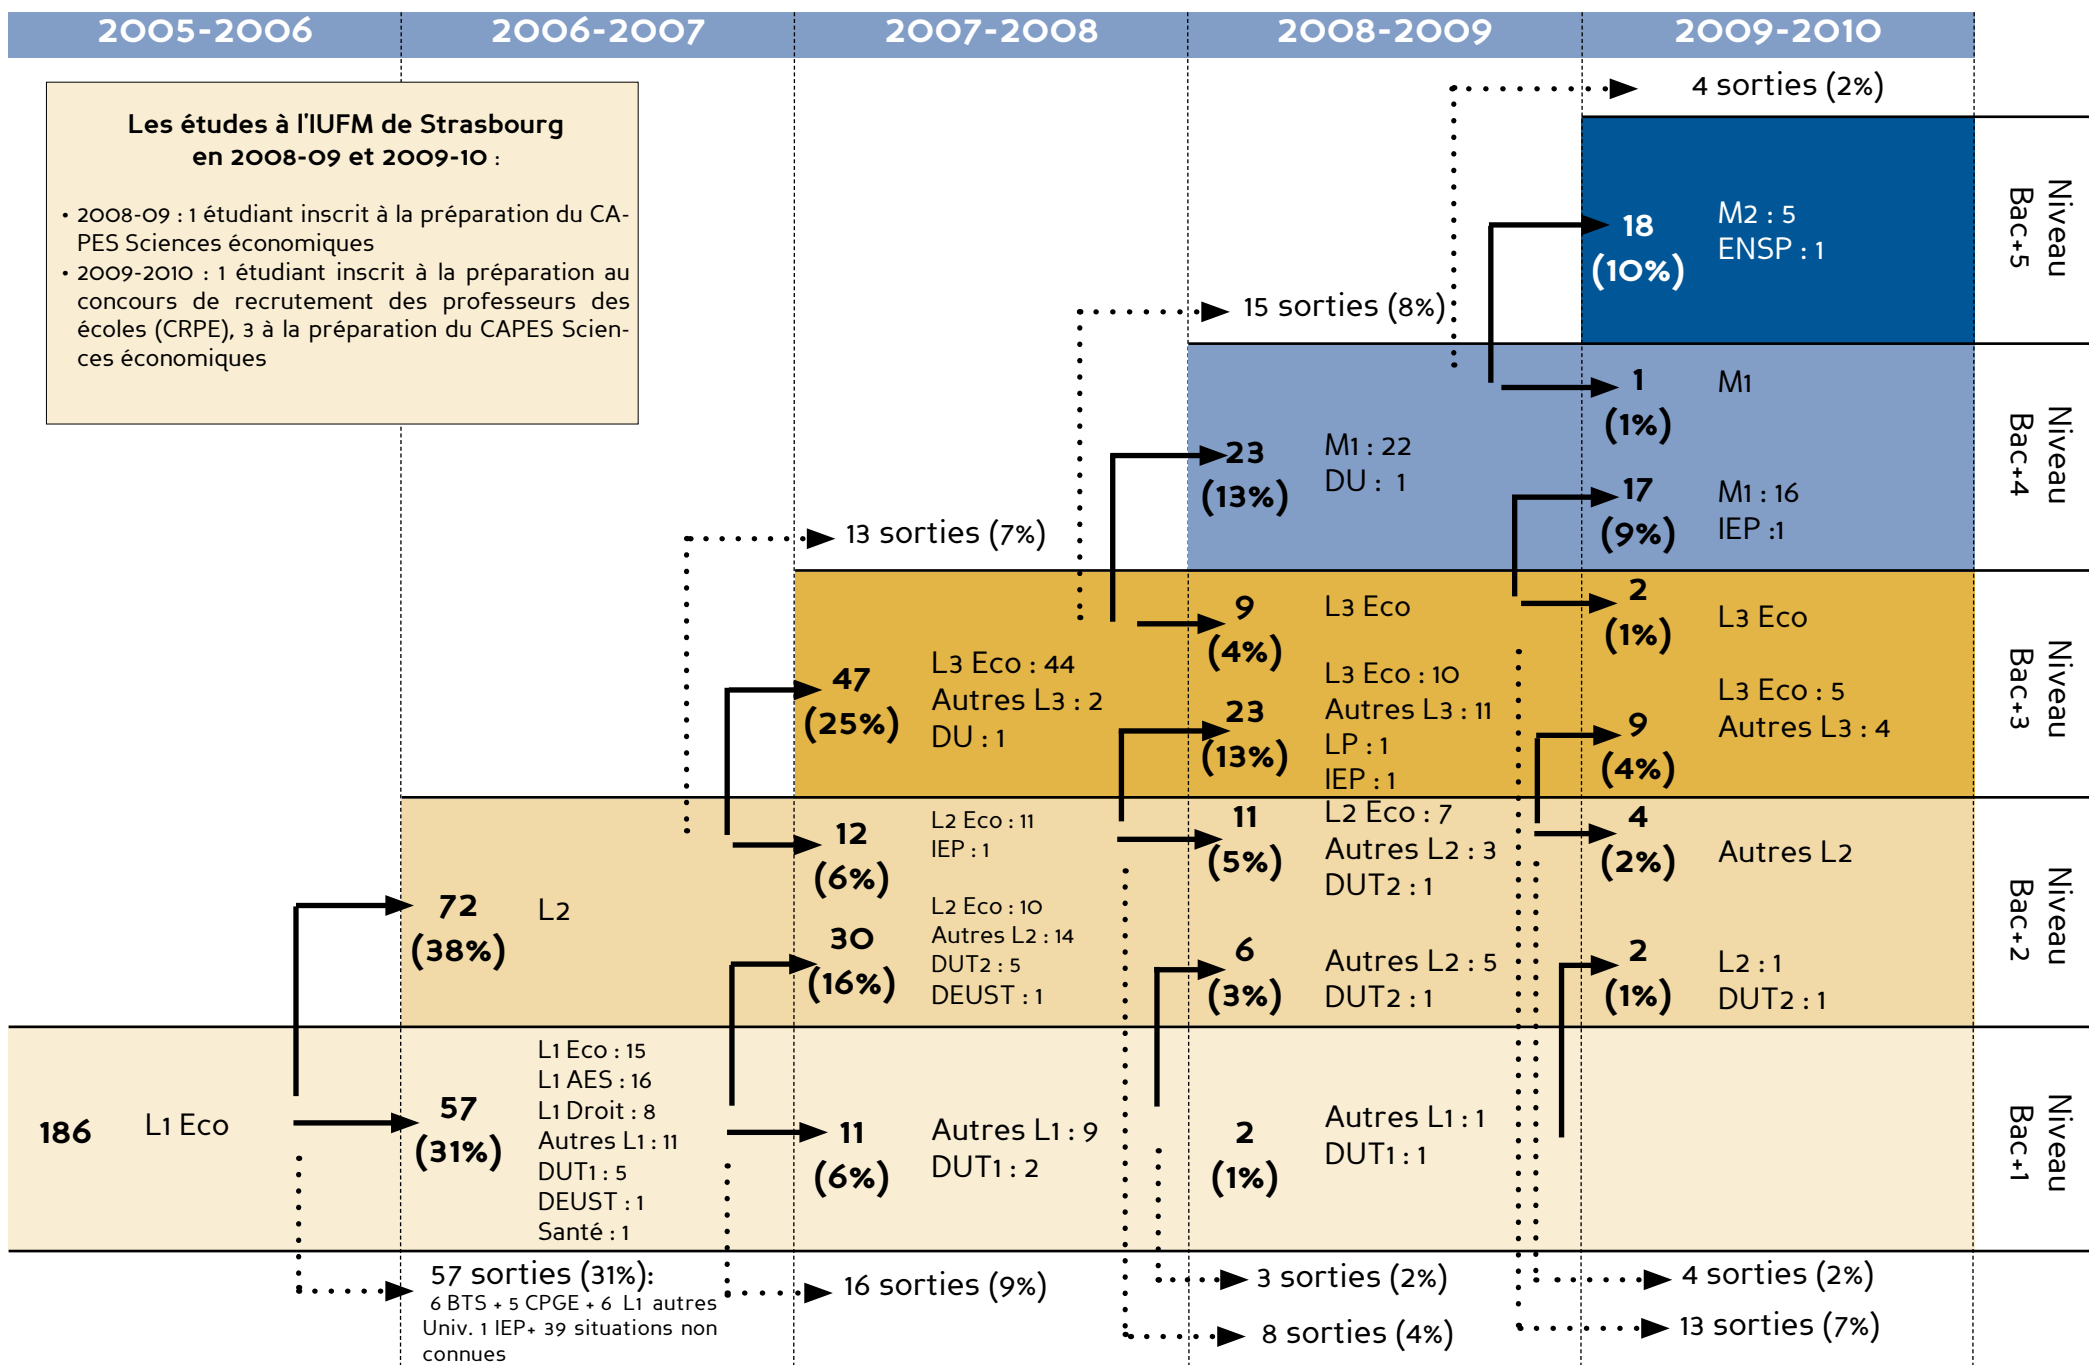 2005-2006
2006-2007
2007-2008
2008-2009
2009-2010
Les études à l'IUFM de Strasbourg
en 2008-09 et 2009-10 :
• 2008-09 : 1 étudiant inscrit à la préparation du CA-
PES Sciences économiques
• 2009-2010 : 1 étudiant inscrit à la préparation au
concours de recrutement des professeurs des
écoles (CRPE), 3 à la préparation du CAPES Scien-
ces économiques
4 sorties (2%)
18
(10%)
M2 : 5
ENSP : 1
Niveau
Bac+5
15 sorties (8%)
23
(13%)
M1 : 22
DU : 1
1
(1%)
M1
17
(9%)
M1 : 16
IEP :1
Niveau
Bac+4
13 sorties (7%)
47
(25%)
L3 Eco : 44
Autres L3 : 2
DU : 1
9
(4%)
L3 Eco
23
(13%)
L3 Eco : 10
Autres L3 : 11
LP : 1
IEP : 1
2
(1%)
L3 Eco
9
(4%)
L3 Eco : 5
Autres L3 : 4
Niveau
Bac+3
72
(38%)
L2
12
(6%)
L2 Eco : 11
IEP : 1
30
(16%)
L2 Eco : 10
Autres L2 : 14
DUT2 : 5
DEUST : 1
11
(5%)
L2 Eco : 7
Autres L2 : 3
DUT2 : 1
6
(3%)
Autres L2 : 5
DUT2 : 1
4
(2%)
Autres L2
2
(1%)
L2 : 1
DUT2 : 1
Niveau
Bac+2
186
L1 Eco
57
(31%)
L1 Eco : 15
L1 AES : 16
L1 Droit : 8
Autres L1 : 11
DUT1 : 5
DEUST : 1
Santé : 1
11
(6%)
Autres L1 : 9
DUT1 : 2
2
(1%)
Autres L1 : 1
DUT1 : 1
Niveau
Bac+1
57 sorties (31%):
6 BTS + 5 CPGE + 6 L1 autres
Univ. 1 IEP+ 39 situations non
connues
16 sorties (9%)
3 sorties (2%)
8 sorties (4%)
4 sorties (2%)
13 sorties (7%)